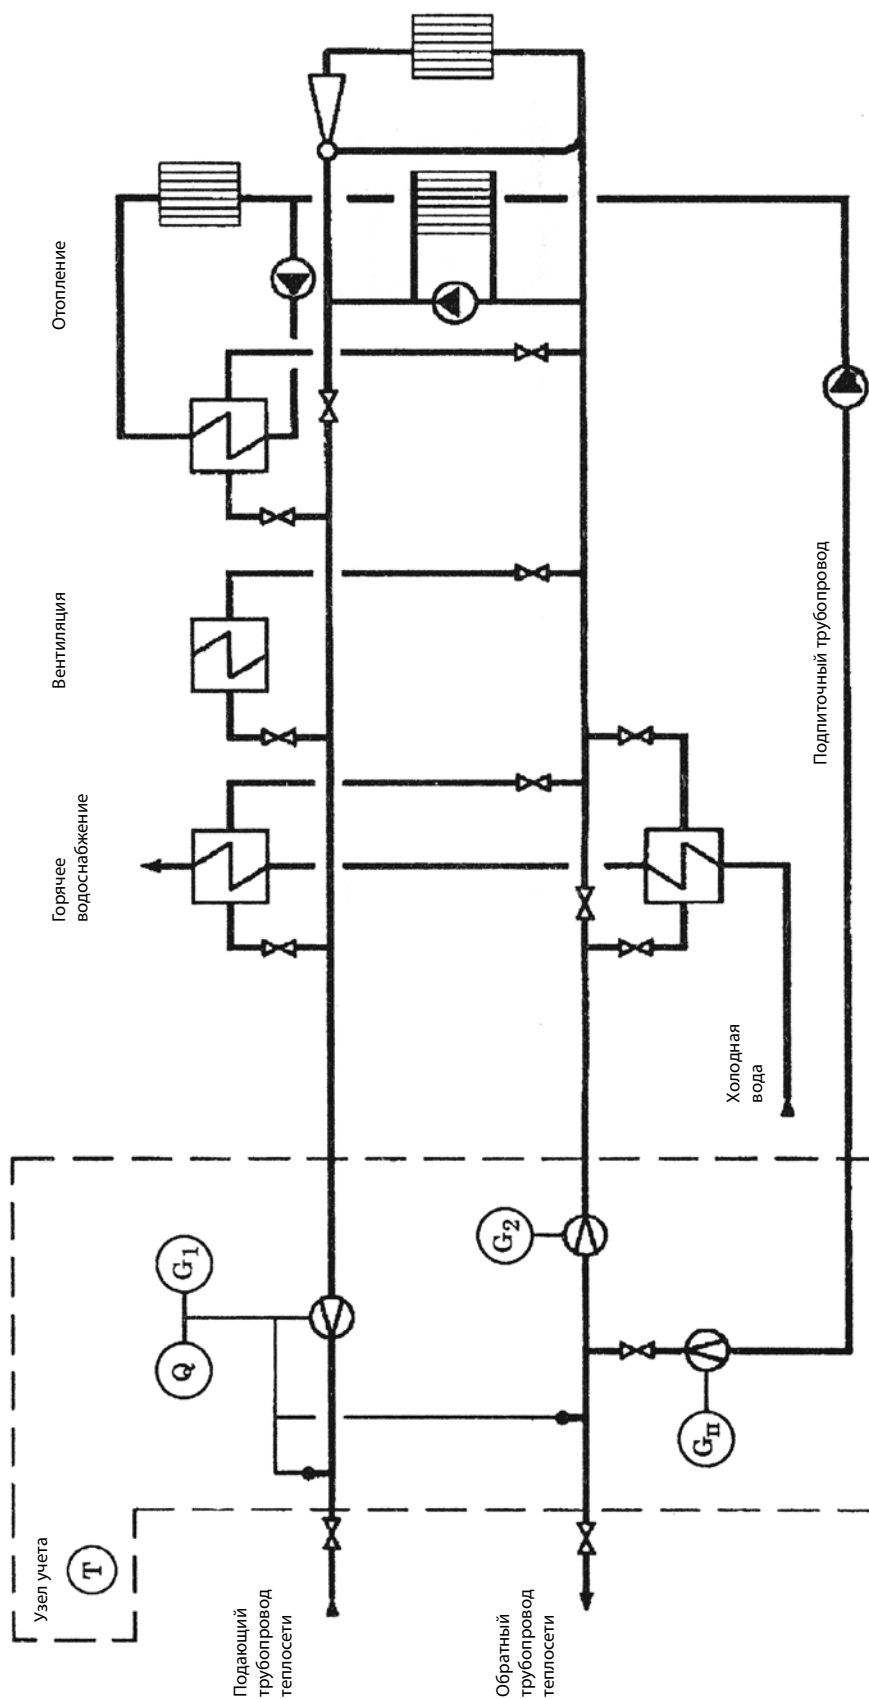 Узел учета
T
Q
G1
G2
Gп
Подающий
трубопровод
теплосети
Обратный
трубопровод
теплосети
Горячее
водоснабжение
Вентиляция
Отопление
Холодная
вода
Подпиточный трубопровод